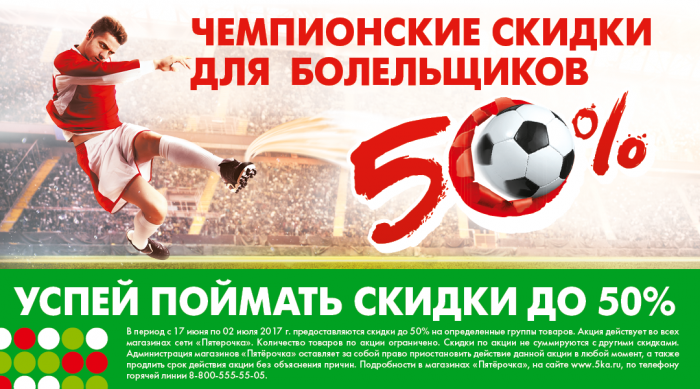 ЧЕМПИОНСКИЕ СКИДКИ
ДЛЯ БОЛЕЛЬЩИКОВ
50%
УСПЕЙ ПОЙМАТЬ СКИДКИ ДО 50%
В период с 17 июня по 02 июля 2017 г. предоставляются скидки до 50% на определенные группы товаров. Акция действует во всех
магазинах сети «Пятерочка». Количество товаров по акции ограничено. Скидки по акции не суммируются с другими скидками.
Администрация магазинов «Пятёрочка» оставляет за собой право приостановить действие данной акции в любой момент, а также
продлить срок действия акции без объяснения причин. Подробности в магазинах «Пятёрочка», на сайте www.5ka.ru, по телефону
горячей линии 8-800-555-55-05.